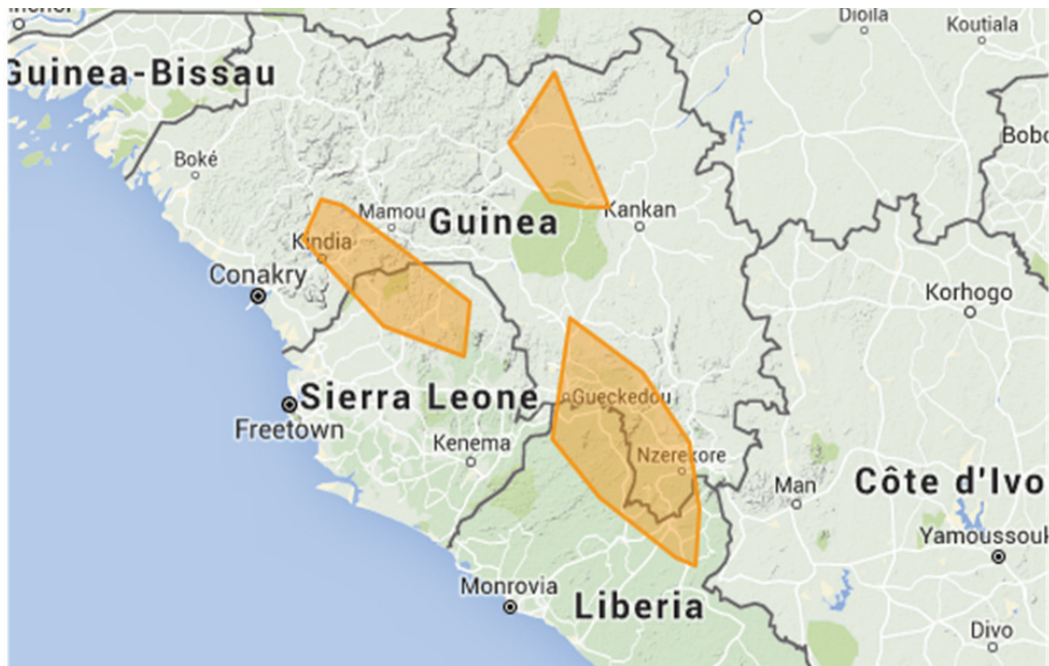 Dioila
Koutiala
Guinea-Bissau
Bobo
Boké
Mamou
Guinea
Kankan
Kindia
Conakry
Korhogo
Sierra Leone
Gueckedou
Freetown
Kenema
Nzerekore
Man
Côte d'Ivo
Yamoussouk
Monrovia
Liberia
Divo